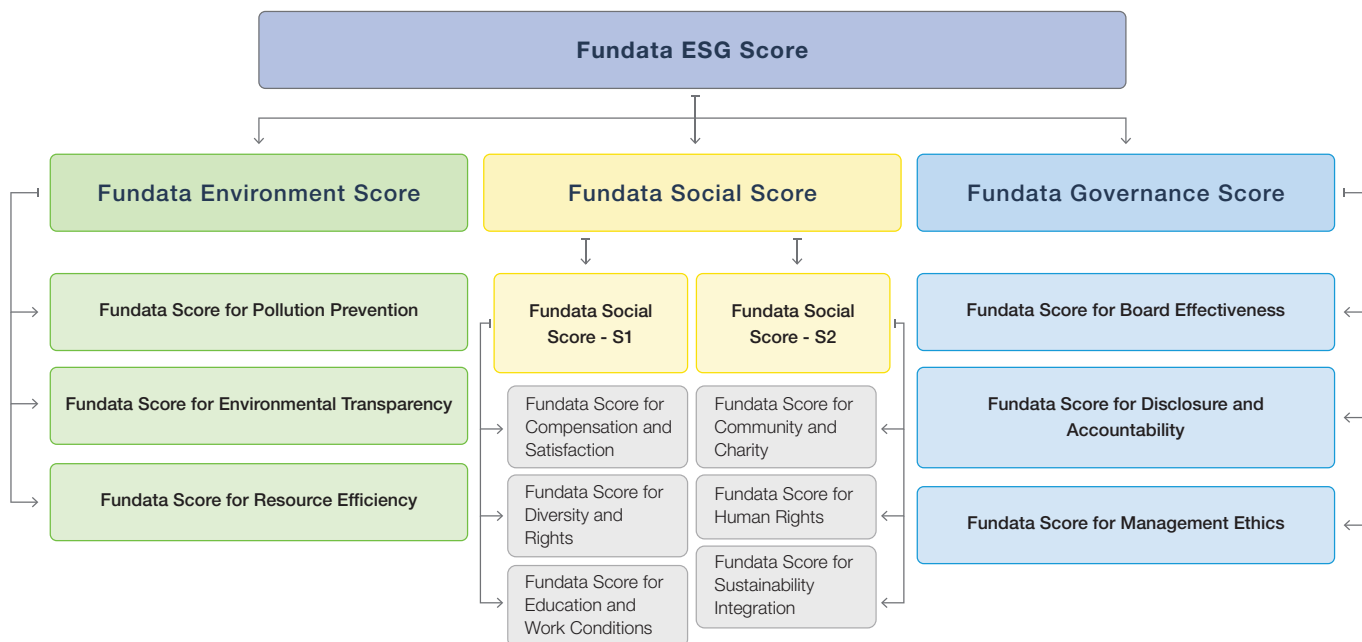 Fundata ESG Score
Fundata Environment Score
Fundata Social Score
Fundata Governance Score
Fundata Score for Pollution Prevention
Fundata Score for Environmental Transparency
Fundata Score for Resource Efficiency
Fundata Social
Score - S1
Fundata Score for
Compensation and
Satisfaction
Fundata Score for
Diversity and
Rights
Fundata Score for
Education and
Work Conditions
Fundata Social
Score - S2
Fundata Score for
Community and
Charity
Fundata Score for
Human Rights
Fundata Score for
Sustainability
Integration
Fundata Score for Board Effectiveness
Fundata Score for Disclosure and
Accountability
Fundata Score for Management Ethics